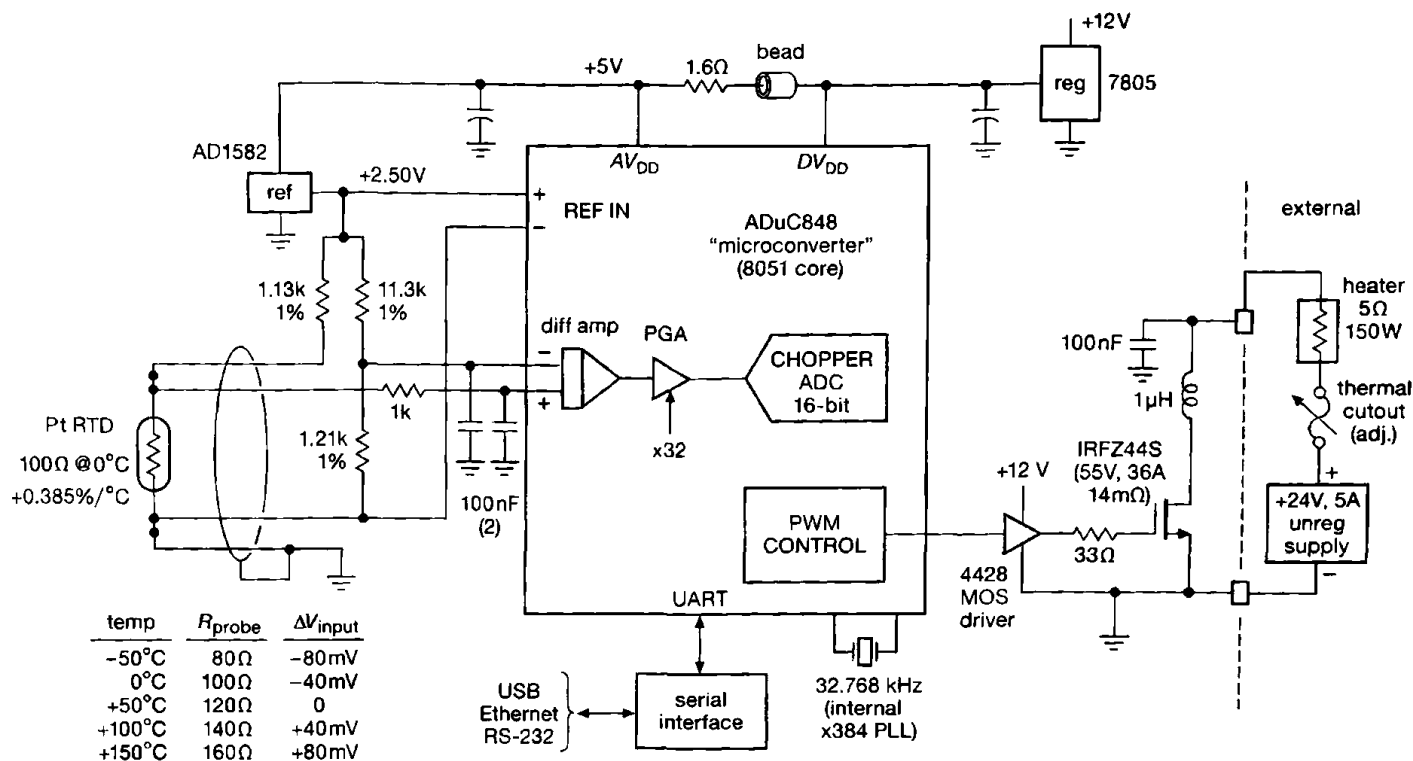 +12V
bead
+5V
1.6Ω
reg
7805
AD1582
ref
+2.50V
AVDD
DVDD
+
REF IN
−
ADuC848
"microconverter"
(8051 core)
external
1.13k
1%
11.3k
1%
diff amp
PGA
−
+
CHOPPER
ADC
16-bit
x32
1k
Pt RTD
100Ω @0°C
+0.385%/°C
1.21k
1%
100nF
(2)
100nF
1µH
heater
5Ω
150W
thermal
cutout
(adj.)
IRFZ44S
(55V, 36A
14mΩ)
+12 V
PWM
CONTROL
33Ω
4428
MOS
driver
+
+24V, 5A
unreg
supply
−
UART
32.768 kHz
(internal
x384 PLL)
USB
Ethernet
RS-232
serial
interface
temp Rprobe ΔVinput
−50°C 80Ω −80mV
0°C 100Ω −40mV
+50°C 120Ω 0
+100°C 140Ω +40mV
+150°C 160Ω +80mV